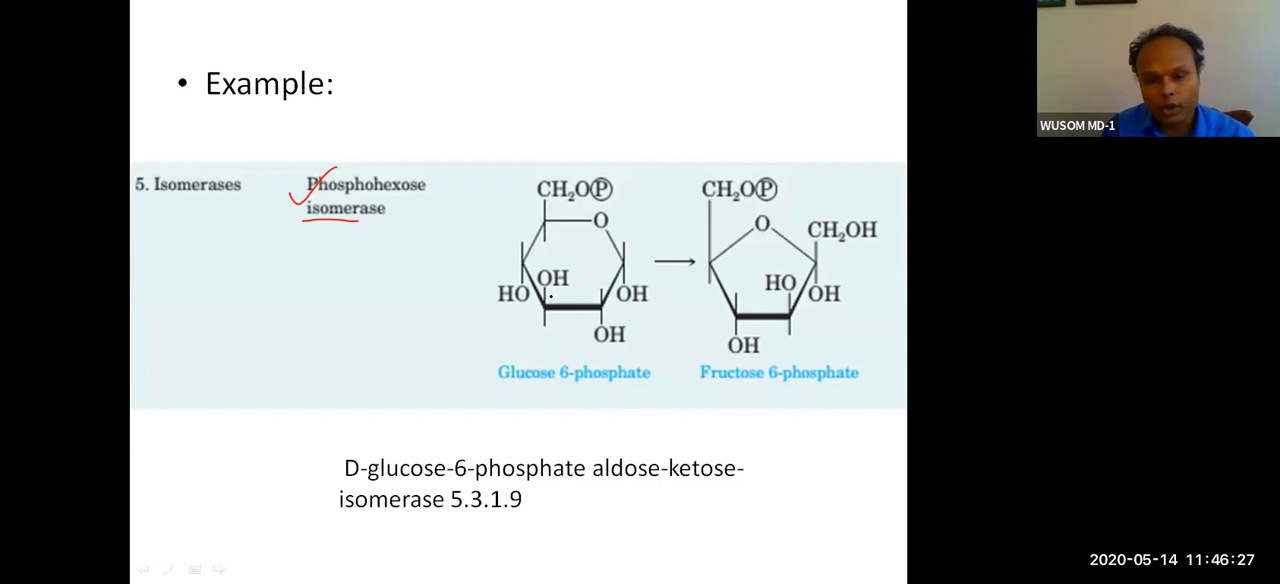 • Example:
5. Isomerases
Phosphohexose
isomerase
CH₂OⓅ
O
OH
HO
OH
OH
Glucose 6-phosphate
CH₂OⓅ
O
CH₂OH
HO
OH
OH
Fructose 6-phosphate
D-glucose-6-phosphate aldose-ketose-
isomerase 5.3.1.9
WUSOM MD-1
2020-05-14 11:46:27